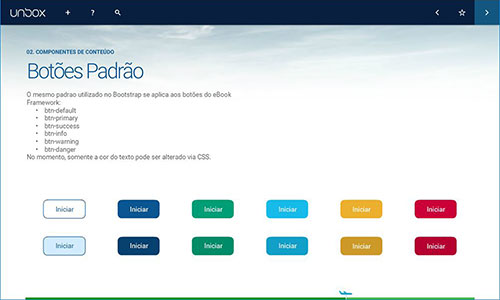 unbox + ?
02. COMPONENTES DE CONTEÚDO
Botões Padrão
O mesmo padrao utilizado no Bootstrap se aplica aos botões do eBook
Framework:
• btn-default
• btn-primary
• btn-success
• btn-info
• btn-warning
• btn-danger
No momento, somente a cor do texto pode ser alterado via CSS.
Iniciar Iniciar Iniciar Iniciar Iniciar Iniciar
Iniciar Iniciar Iniciar Iniciar Iniciar Iniciar